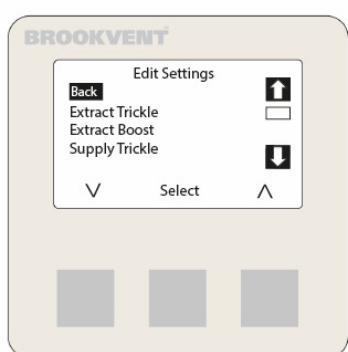 BROOKVENT
Edit Settings
Back
Extract Trickle
Extract Boost
Supply Trickle
Select